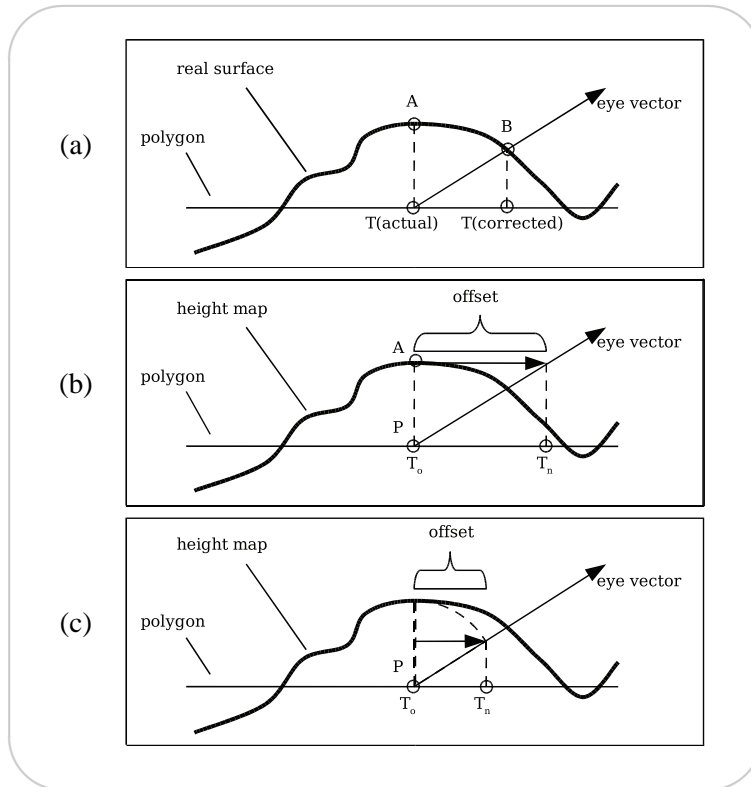 (a)
real surface
polygon
A
B
eye vector
T(actual)
T(corrected)
(b)
offset
height map
eye vector
A
polygon
P
Tₒ
Tₙ
(c)
offset
height map
eye vector
polygon
P
Tₒ
Tₙ